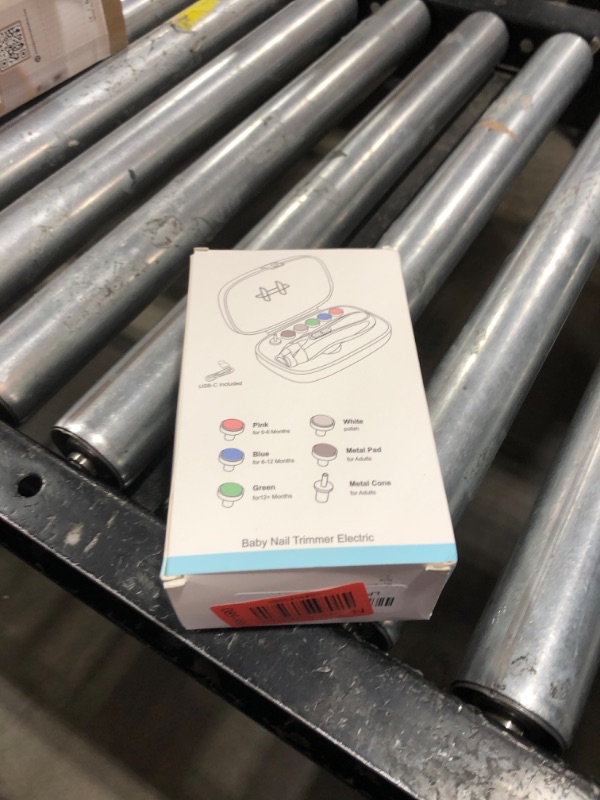 USB-C Included
Pink
for 0-6 Months
White
polish
Blue
for 6-12 Months
Metal Pad
for Adults
Green
for12+ Months
Metal Cone
for Adults
Baby Nail Trimmer Electric